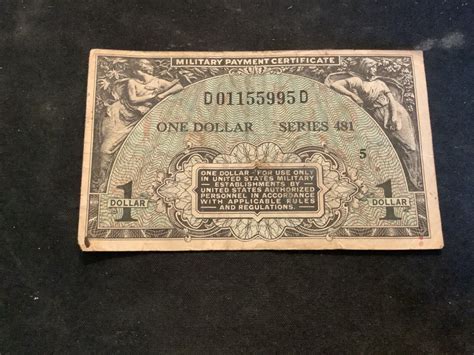 MILITARY PAYMENT CERTIFICATE
D01155995D
ONE DOLLAR SERIES 481
5
ONE DOLLAR - FOR USE ONLY
IN UNITED STATES MILITARY
ESTABLISHMENTS BY
UNITED STATES AUTHORIZED
PERSONNEL IN ACCORDANCE
WITH APPLICABLE RULES
AND REGULATIONS.
1
DOLLAR
1
DOLLAR